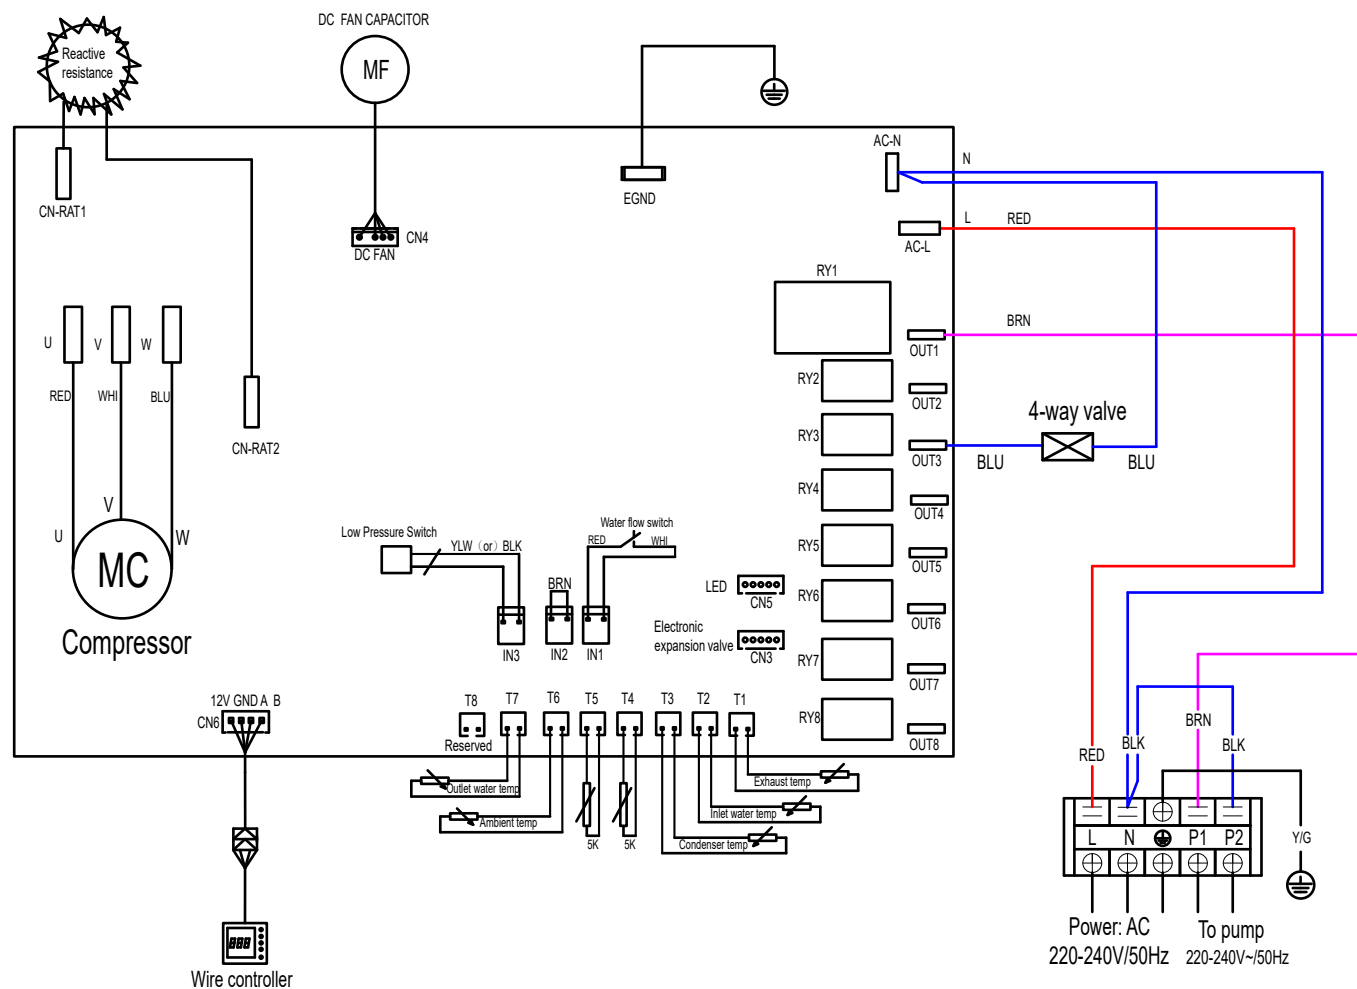 DC FAN CAPACITOR
Reactive
resistance
MF
AC-N
N
CN-RAT1
EGND
L
RED
CN4
DC FAN
AC-L
RY1
BRN
U
V
W
OUT1
RY2
RED
WHI
BLU
OUT2
4-way valve
RY3
CN-RAT2
OUT3
BLU
BLU
RY4
V
OUT4
U
W
Low Pressure Switch
Water flow switch
YLW (or) BLK
RED
WHI
RY5
OUT5
MC
BRN
LED
CN5
RY6
OUT6
Compressor
IN3
IN2
IN1
Electronic
expansion valve
CN3
RY7
OUT7
12V GND A B
CN6
T8
T7
T6
T5
T4
T3
T2
T1
RY8
Reserved
OUT8
BRN
RED
BLK
BLK
Outlet water temp
Exhaust temp
Ambient temp
Inlet water temp
5K
5K
Condenser temp
L
N
P1
P2
Y/G
Power: AC
220-240V/50Hz
To pump
220-240V~/50Hz
888
Wire controller